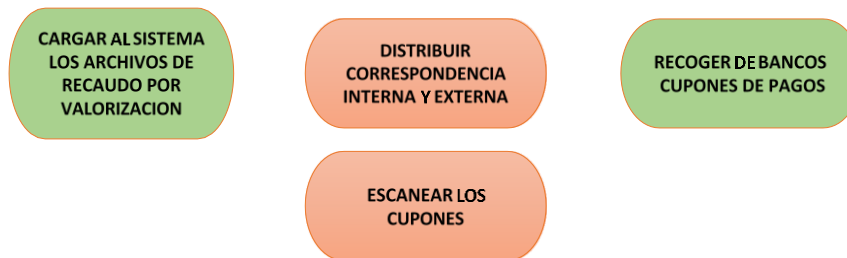 CARGAR AL SISTEMA
LOS ARCHIVOS DE
RECAUDO POR
VALORIZACION
DISTRIBUIR
CORRESPONDENCIA
INTERNA Y EXTERNA
RECOGER DE BANCOS
CUPONES DE PAGOS
ESCANEAR LOS
CUPONES